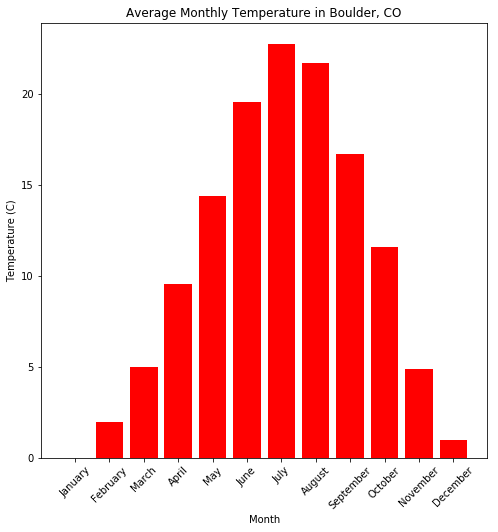 Average Monthly Temperature in Boulder, CO
Temperature (C)
20
15
10
5
0
January
February
March
April
May
June
July
August
September
October
November
December
Month